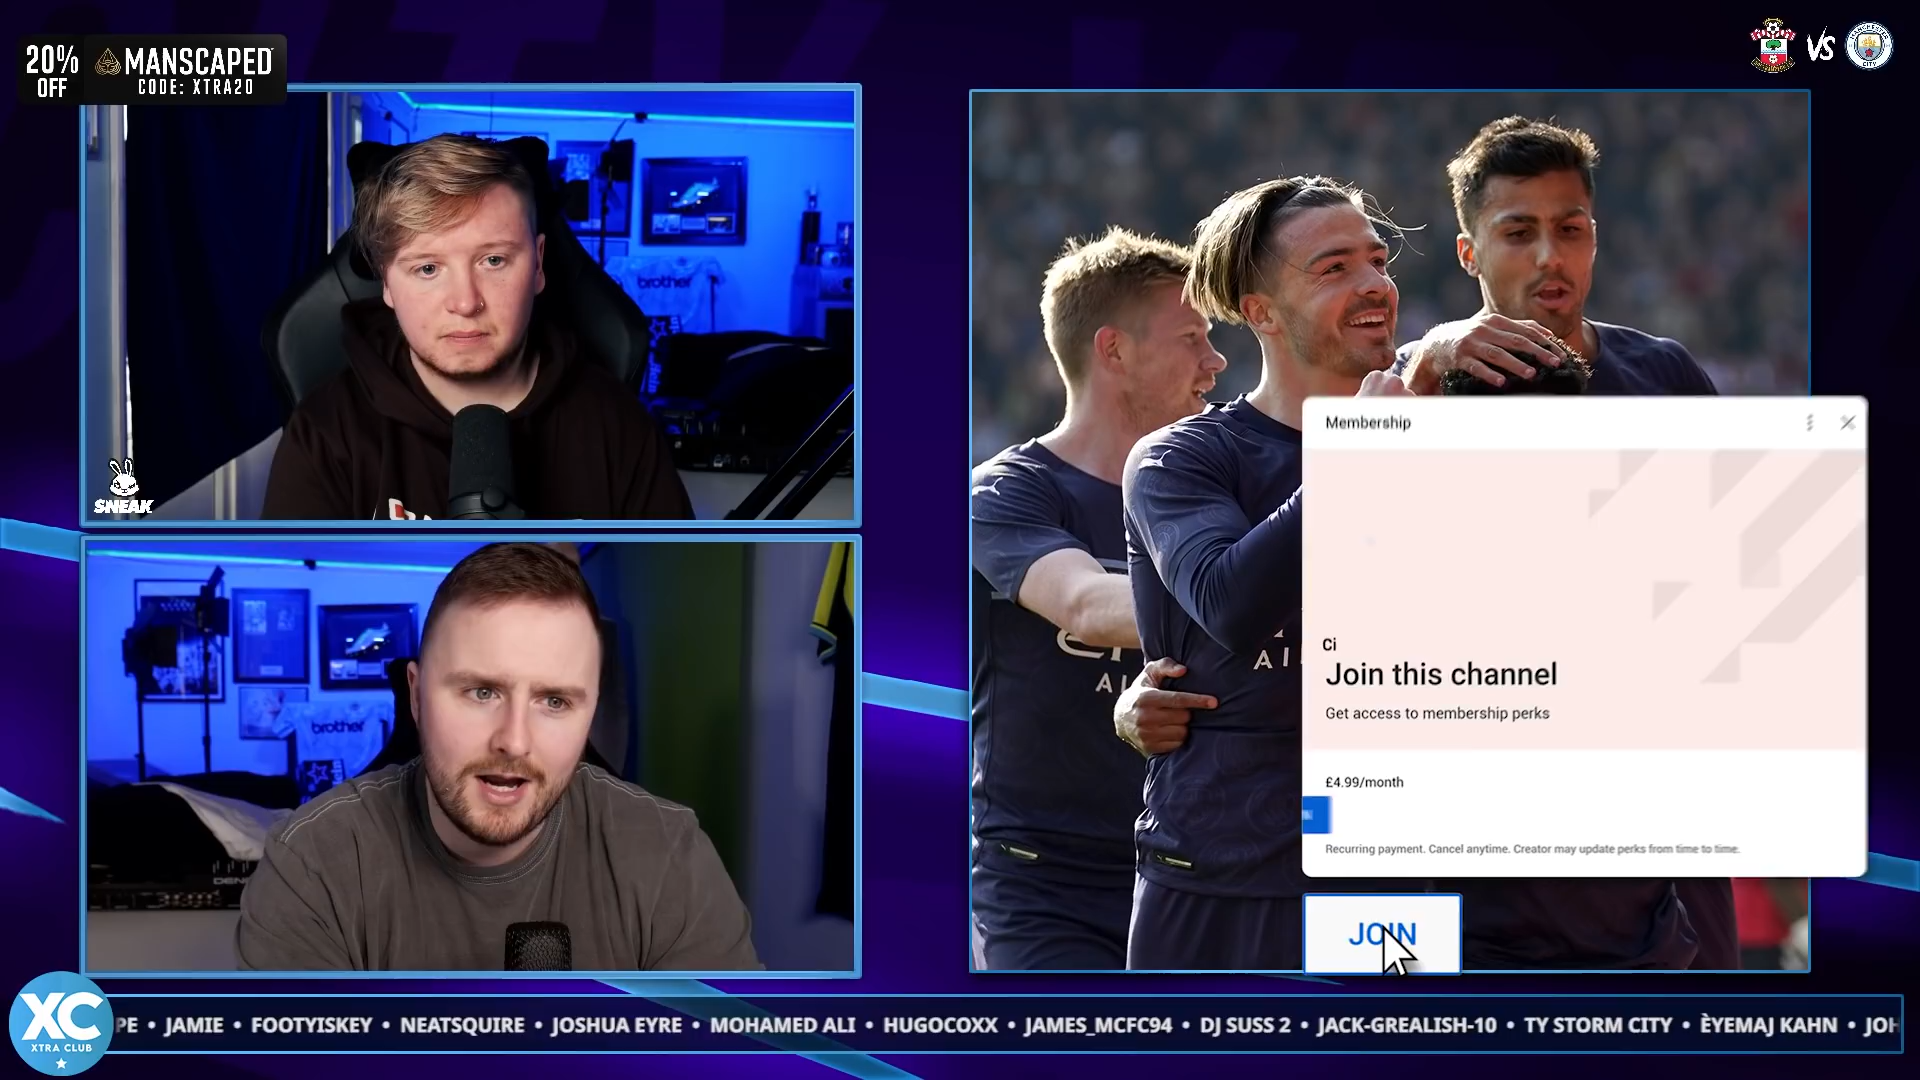 20%
OFF
MANSCAPED
CODE: XTRA20
VS
brother
SNEAK
brother
Membership
Ci
Join this channel
Get access to membership perks
£4.99/month
Recurring payment. Cancel anytime. Creator may update perks from time to time.
AI
JOIN
XC
XTRA CLUB
PE • JAMIE • FOOTYISKEY • NEATSQUIRE • JOSHUA EYRE • MOHAMED ALI • HUGOCOXX • JAMES_MCFC94 • DJ SUSS 2 • JACK-GREALISH-10 • TY STORM CITY • ÈYEMAJ KAHN • JOH